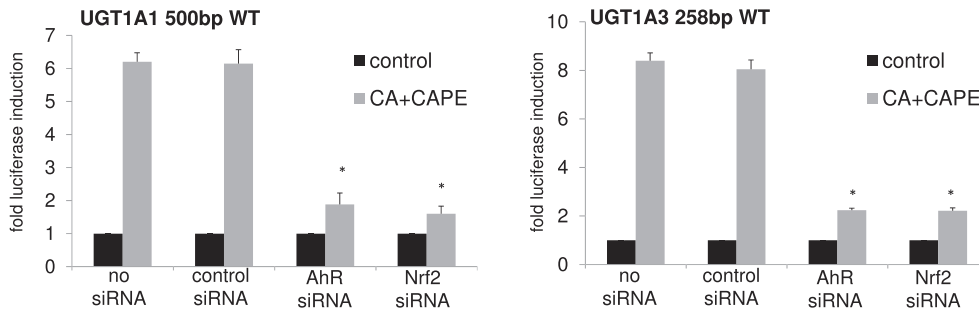 UGT1A1 500bp WT
fold luciferase induction
7
6
5
4
3
2
1
0
control
CA+CAPE
*
*
no siRNA
control siRNA
AhR siRNA
Nrf2 siRNA
UGT1A3 258bp WT
fold luciferase induction
10
8
6
4
2
0
control
CA+CAPE
*
*
no siRNA
control siRNA
AhR siRNA
Nrf2 siRNA